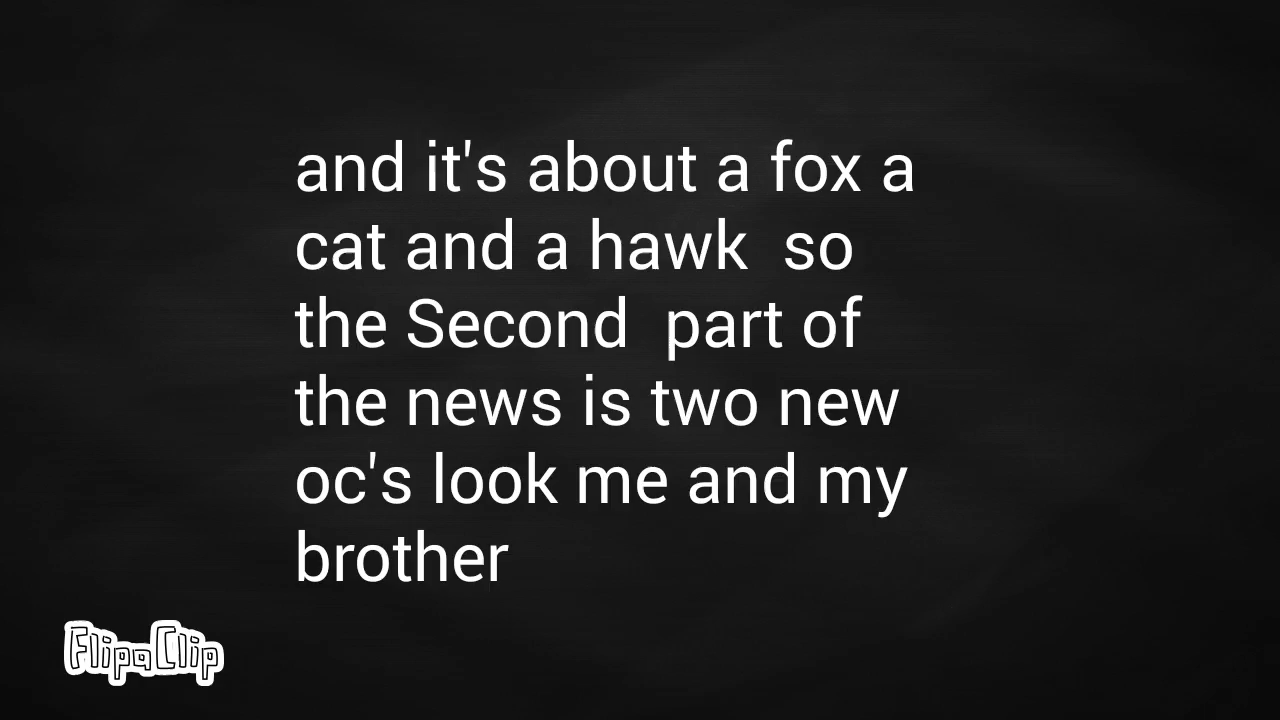 and it's about a fox a
cat and a hawk  so
the Second  part of
the news is two new
oc's look me and my
brother
FlipaClip